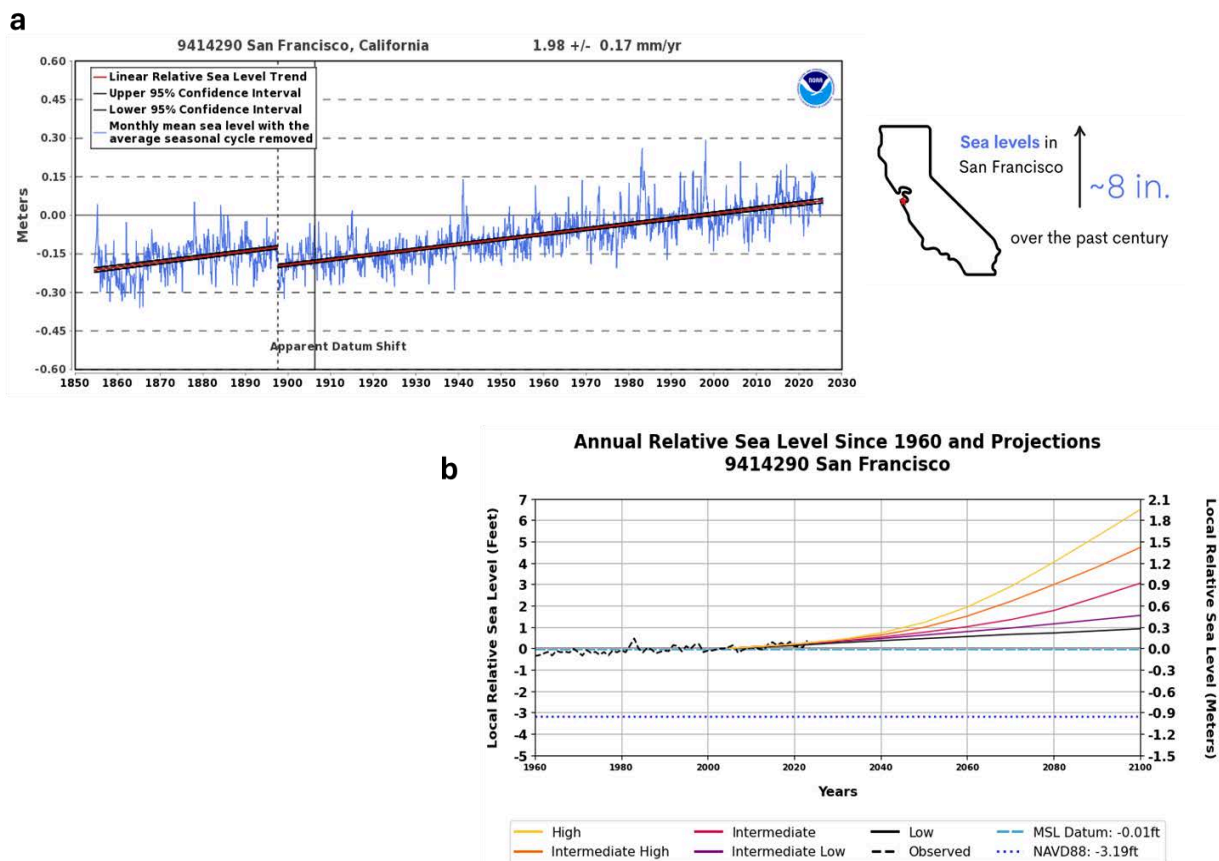 a
9414290 San Francisco, California 1.98 +/- 0.17 mm/yr
Meters
0.60
0.45
0.30
0.15
0.00
-0.15
-0.30
-0.45
-0.60
Linear Relative Sea Level Trend
Upper 95% Confidence Interval
Lower 95% Confidence Interval
Monthly mean sea level with the
average seasonal cycle removed
NOAA
Apparent Datum Shift
1850 1860 1870 1880 1890 1900 1910 1920 1930 1940 1950 1960 1970 1980 1990 2000 2010 2020 2030
Sea levels in
San Francisco
~8 in.
over the past century
b
Annual Relative Sea Level Since 1960 and Projections
9414290 San Francisco
Local Relative Sea Level (Feet)
7
6
5
4
3
2
1
0
-1
-2
-3
-4
-5
2.1
1.8
1.5
1.2
0.9
0.6
0.3
0.0
-0.3
-0.6
-0.9
-1.2
-1.5
Local Relative Sea Level (Meters)
1960 1980 2000 2020 2040 2060 2080 2100
Years
High Intermediate Low MSL Datum: -0.01ft
Intermediate High Intermediate Low Observed NAVD88: -3.19ft